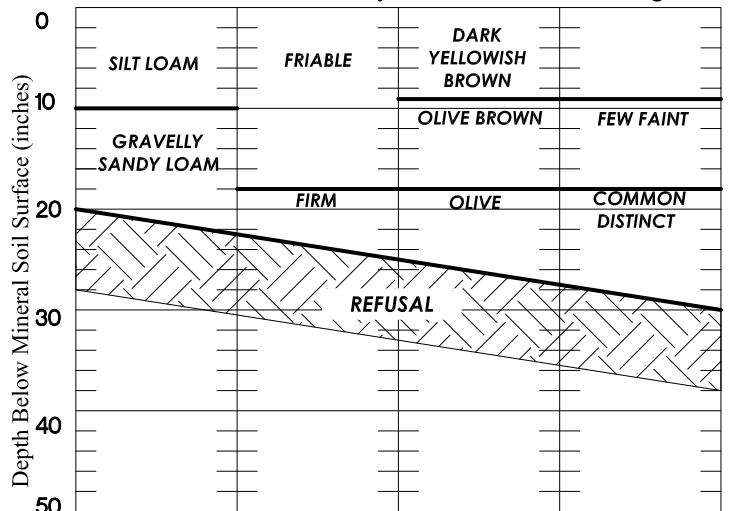 0
SILT LOAM
FRIABLE
DARK
YELLOWISH
BROWN
10
GRAVELLY
SANDY LOAM
OLIVE BROWN
FEW FAINT
20
FIRM
OLIVE
COMMON
DISTINCT
30
REFUSAL
40
50
Depth Below Mineral Soil Surface (inches)